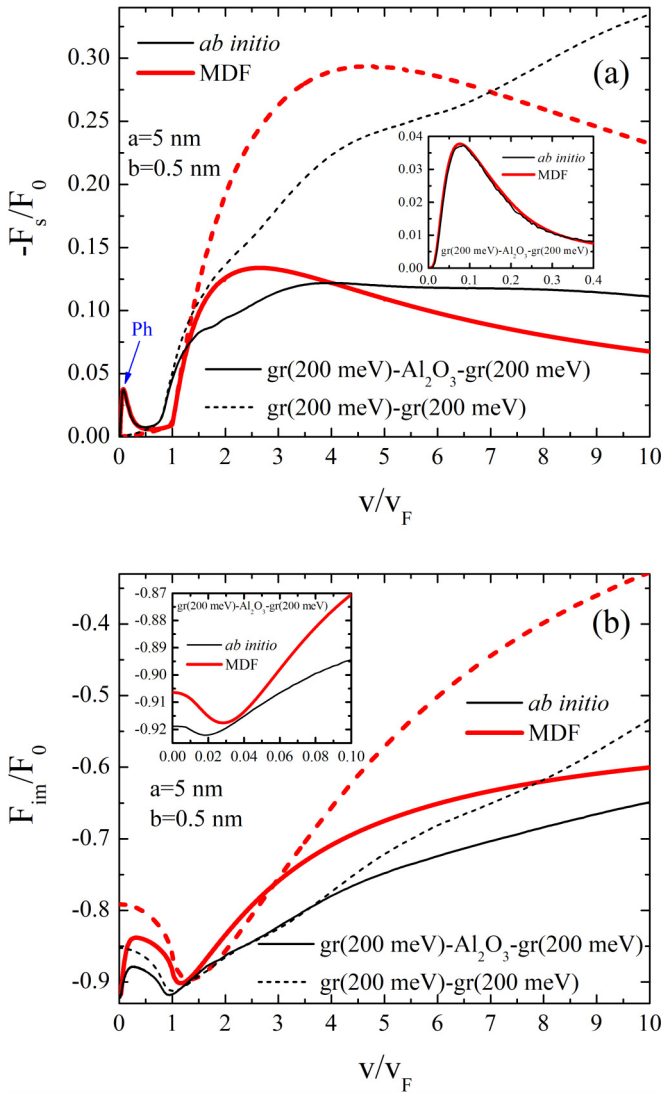 0.30
0.25
0.20
0.15
0.10
0.05
0.00
-F_s/F_0
ab initio
MDF
(a)
a=5 nm
b=0.5 nm
0.04
0.03
0.02
0.01
0.00
ab initio
MDF
gr(200 meV)-Al₂O₃-gr(200 meV)
0.0 0.1 0.2 0.3 0.4
Ph
gr(200 meV)-Al₂O₃-gr(200 meV)
gr(200 meV)-gr(200 meV)
0 1 2 3 4 5 6 7 8 9 10
v/v_F
-0.4
-0.5
-0.6
-0.7
-0.8
-0.9
F_im/F_0
-0.87
-0.88
-0.89
-0.90
-0.91
-0.92
gr(200 meV)-Al₂O₃-gr(200 meV)
ab initio
MDF
0.00 0.02 0.04 0.06 0.08 0.10
(b)
ab initio
MDF
a=5 nm
b=0.5 nm
gr(200 meV)-Al₂O₃-gr(200 meV)
gr(200 meV)-gr(200 meV)
0 1 2 3 4 5 6 7 8 9 10
v/v_F